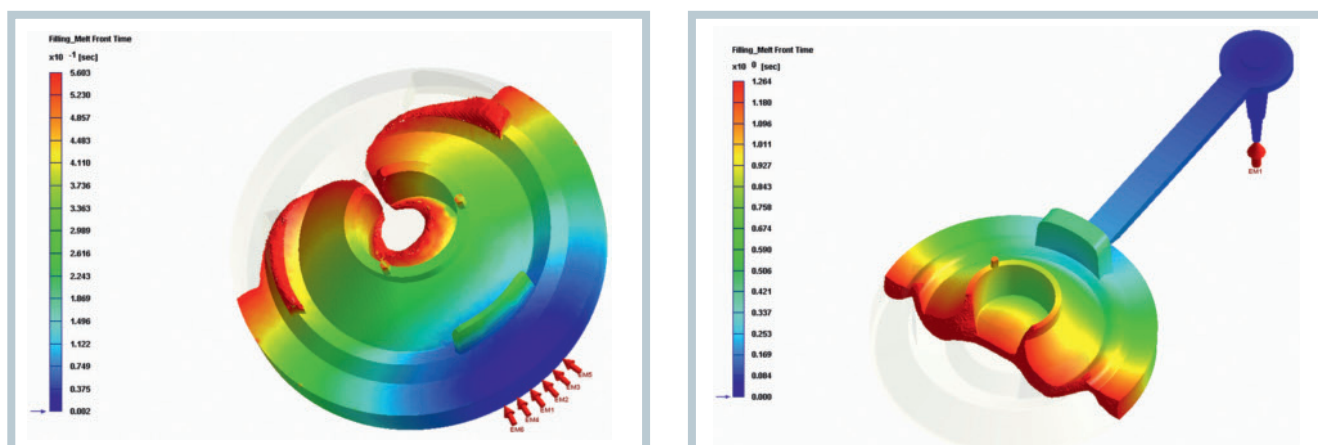 Filling_Melt Front Time
x10 -1 [sec]
5.603
5.230
4.857
4.483
4.110
3.736
3.363
2.989
2.616
2.243
1.869
1.496
1.122
0.749
0.375
0.002
EM5
EM3
EM2
EM1
EM4
EM6
Filling_Melt Front Time
x10 0 [sec]
1.264
1.180
1.096
1.011
0.927
0.843
0.758
0.674
0.590
0.506
0.421
0.337
0.253
0.169
0.084
0.000
EM1